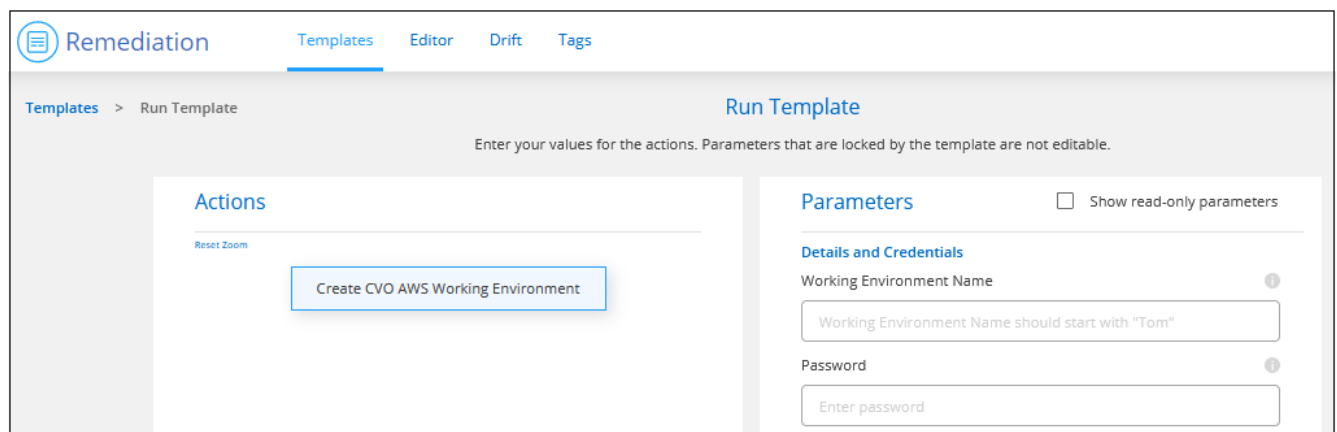 Remediation
Templates Editor Drift Tags
Templates > Run Template
Run Template
Enter your values for the actions. Parameters that are locked by the template are not editable.
Actions
Reset Zoom
Create CVO AWS Working Environment
Parameters
Show read-only parameters
Details and Credentials
Working Environment Name
Working Environment Name should start with "Tom"
Password
Enter password